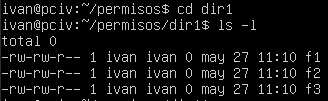 ivan@pciv:~/permisos$ cd dir1
ivan@pciv:~/permisos/dir1$ ls -l
total 0
-rw-rw-r-- 1 ivan ivan 0 may 27 11:10 f1
-rw-rw-r-- 1 ivan ivan 0 may 27 11:10 f2
-rw-rw-r-- 1 ivan ivan 0 may 27 11:10 f3